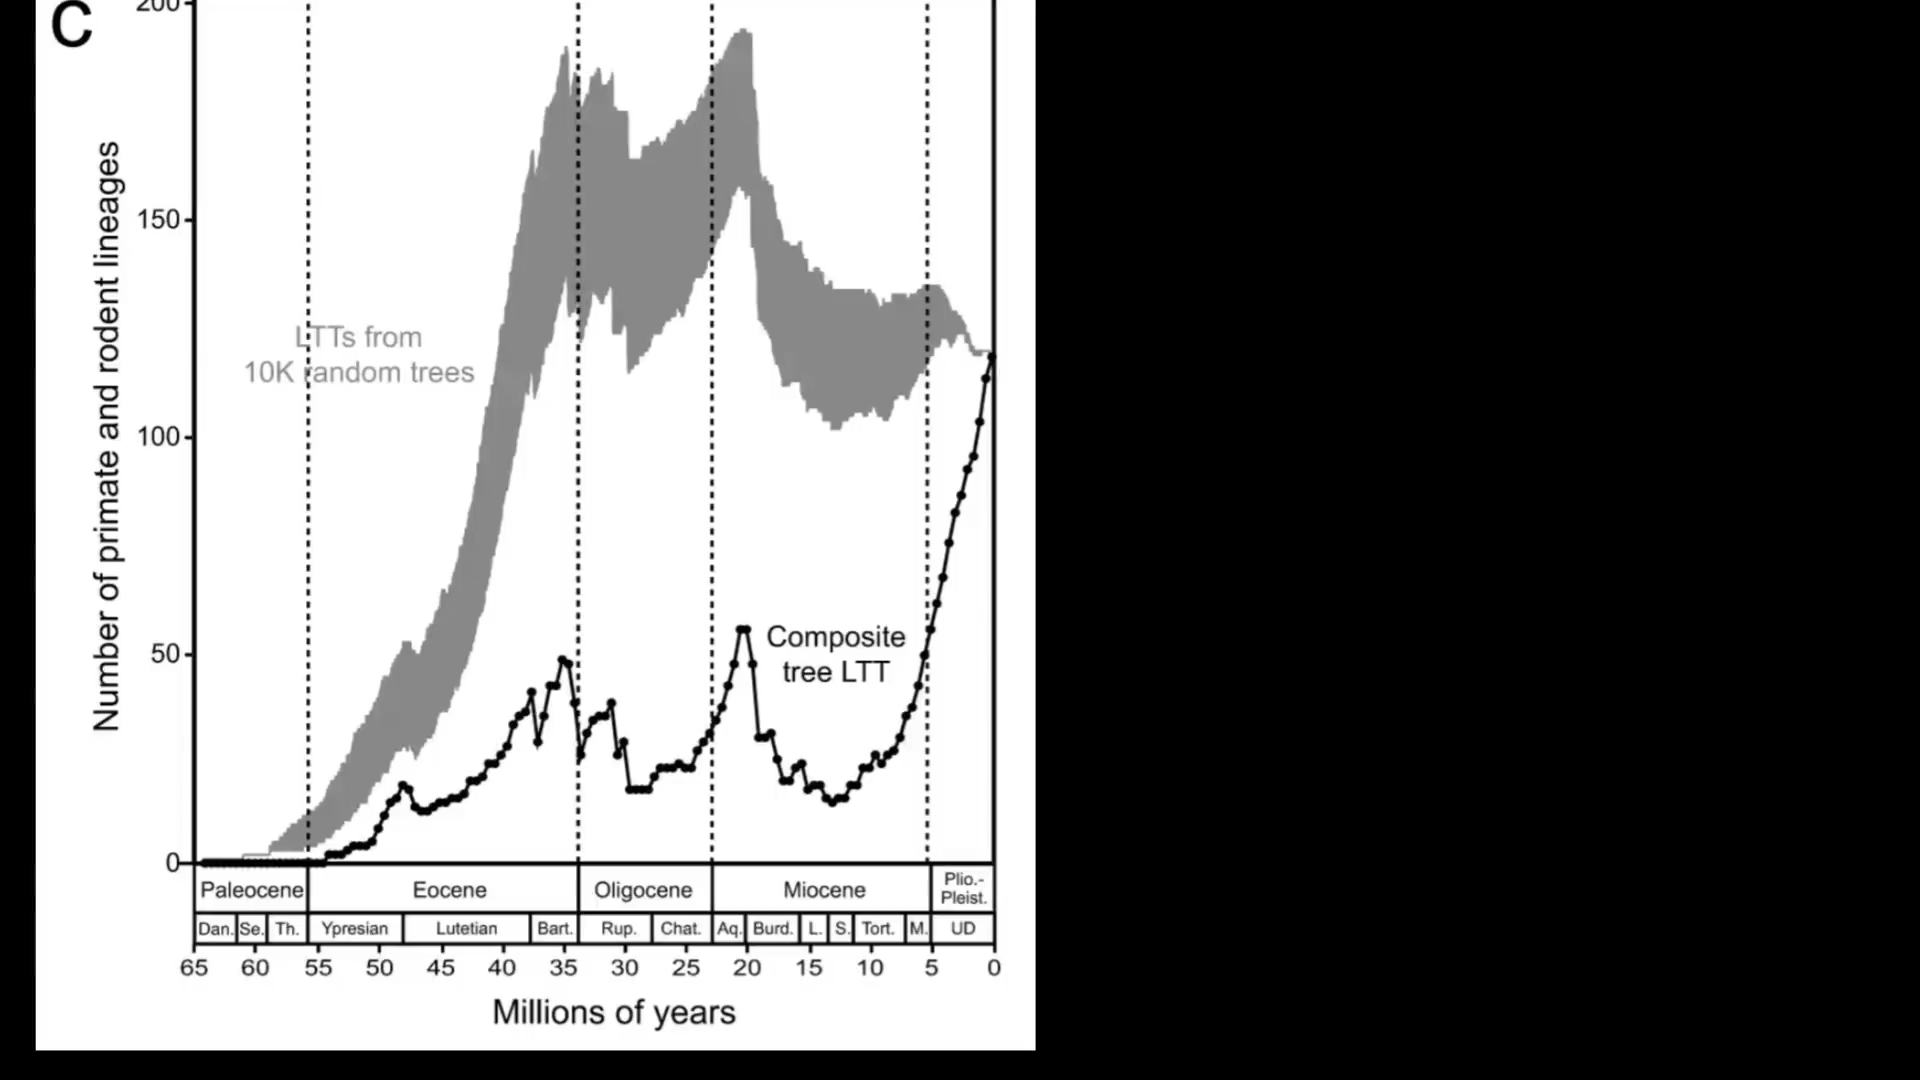 C
200
150
100
50
0
Number of primate and rodent lineages
LTTs from
10K random trees
Composite
tree LTT
Paleocene Eocene Oligocene Miocene Plio.-
Pleist.
Dan. Se. Th. Ypresian Lutetian Bart. Rup. Chat. Aq. Burd. L. S. Tort. M. UD
65 60 55 50 45 40 35 30 25 20 15 10 5 0
Millions of years